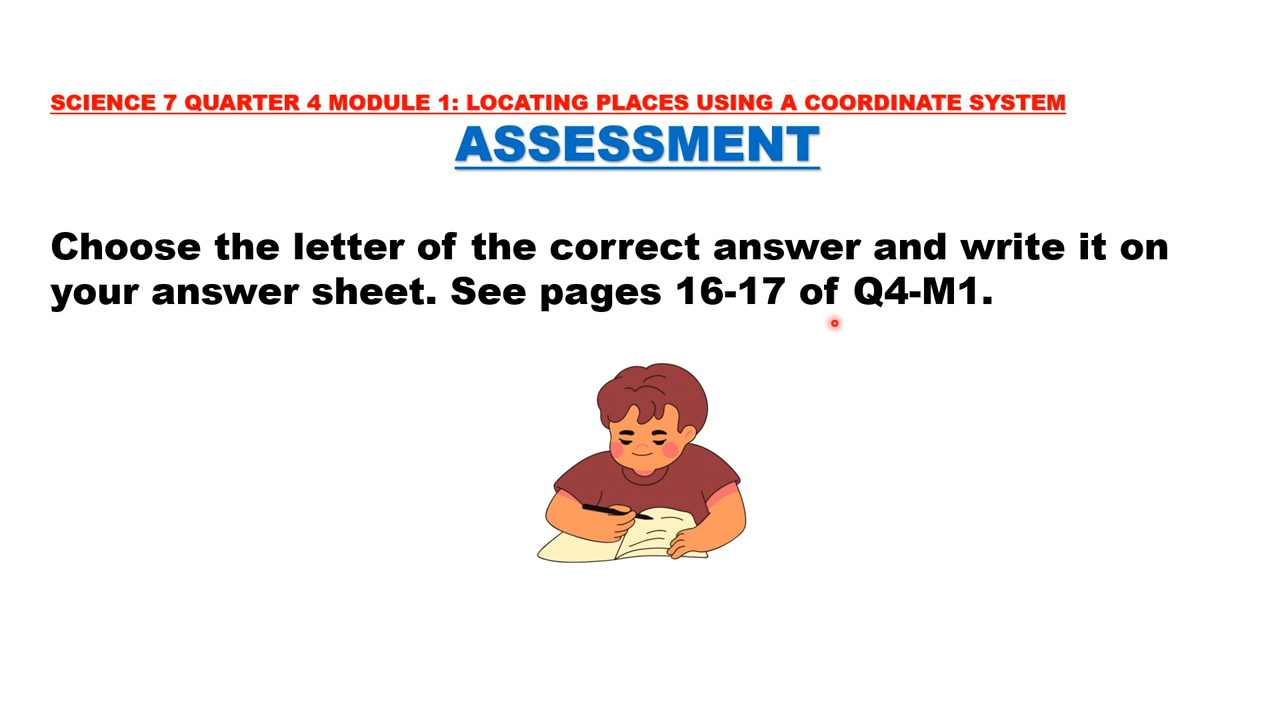 SCIENCE 7 QUARTER 4 MODULE 1: LOCATING PLACES USING A COORDINATE SYSTEM
ASSESSMENT
Choose the letter of the correct answer and write it on
your answer sheet. See pages 16-17 of Q4-M1.